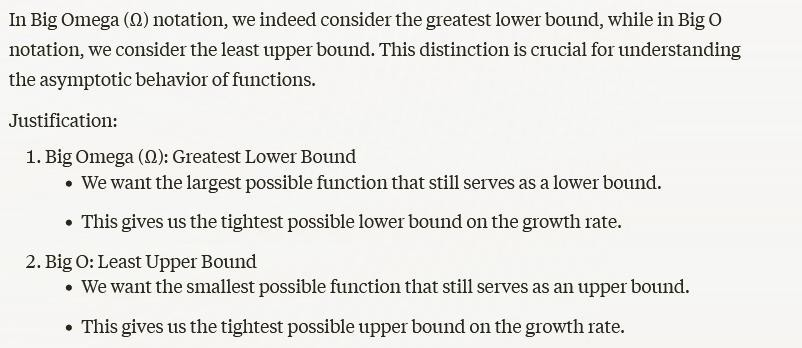 In Big Omega (Ω) notation, we indeed consider the greatest lower bound, while in Big O
notation, we consider the least upper bound. This distinction is crucial for understanding
the asymptotic behavior of functions.
Justification:
1. Big Omega (Ω): Greatest Lower Bound
• We want the largest possible function that still serves as a lower bound.
• This gives us the tightest possible lower bound on the growth rate.
2. Big O: Least Upper Bound
• We want the smallest possible function that still serves as an upper bound.
• This gives us the tightest possible upper bound on the growth rate.